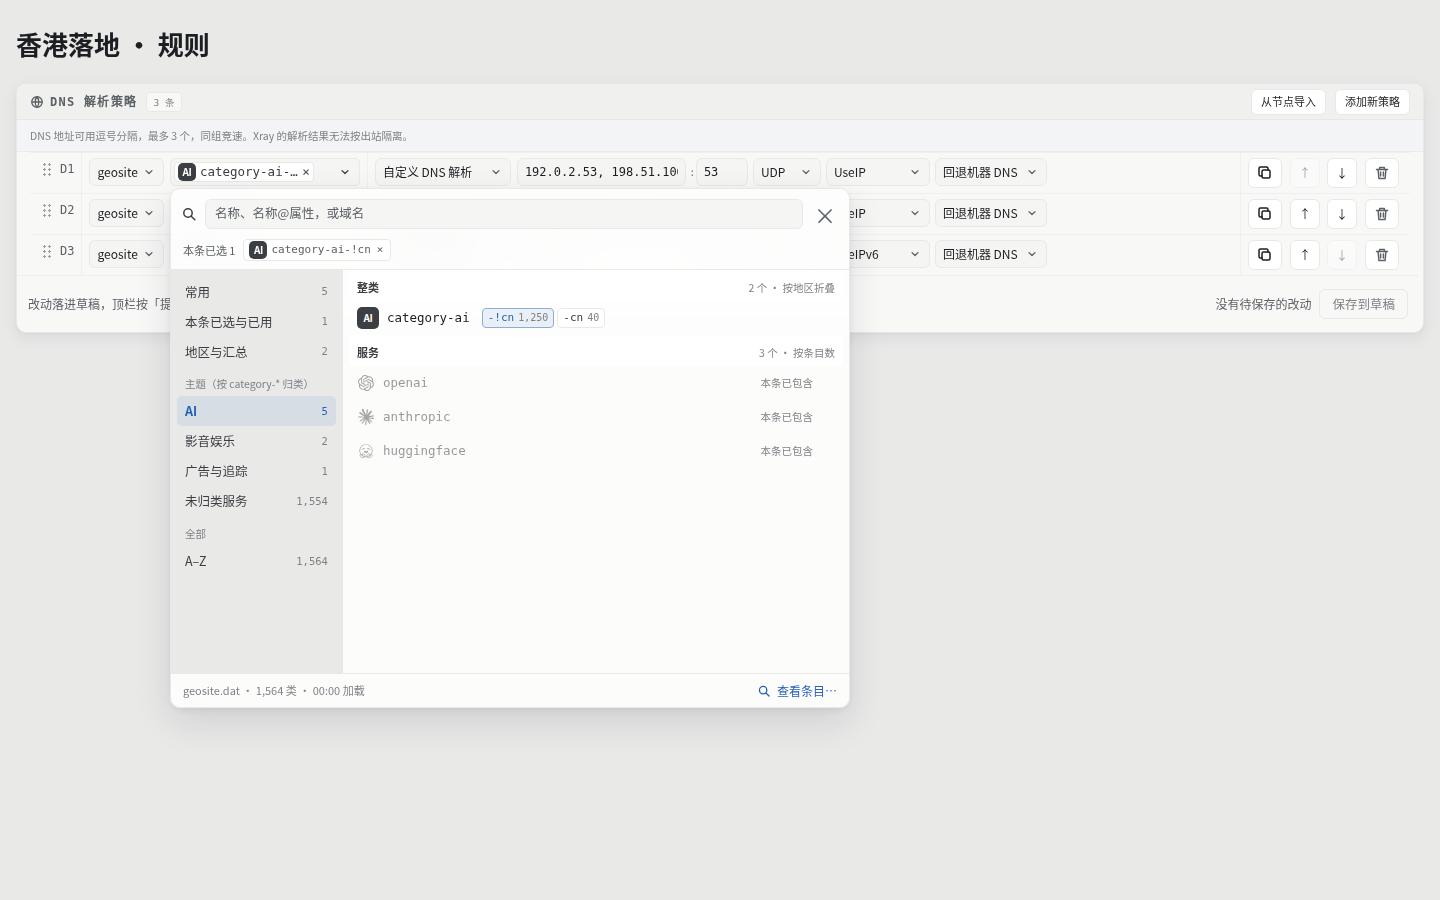 香港落地 · 规则
DNS 解析策略 3 条 从节点导入 添加新策略
DNS 地址可用逗号分隔，最多 3 个，同组竞速。Xray 的解析结果无法按出站隔离。
D1 geosite AI category-ai-… × 自定义 DNS 解析 192.0.2.53, 198.51.10 : 53 UDP UseIP 回退机器 DNS ↑ ↓
D2 geosite eIP 回退机器 DNS ↑ ↓
D3 geosite eIPv6 回退机器 DNS ↑ ↓
改动落进草稿，顶栏按「提 没有待保存的改动 保存到草稿
名称、名称@属性，或域名
本条已选 1 AI category-ai-!cn ×
常用 5
本条已选与已用 1
地区与汇总 2
主题（按 category-* 归类）
AI 5
影音娱乐 2
广告与追踪 1
未归类服务 1,554
全部
A–Z 1,564
整类 2 个 · 按地区折叠
AI category-ai -!cn 1,250 -cn 40
服务 3 个 · 按条目数
openai 本条已包含
anthropic 本条已包含
huggingface 本条已包含
geosite.dat · 1,564 类 · 00:00 加载 查看条目…